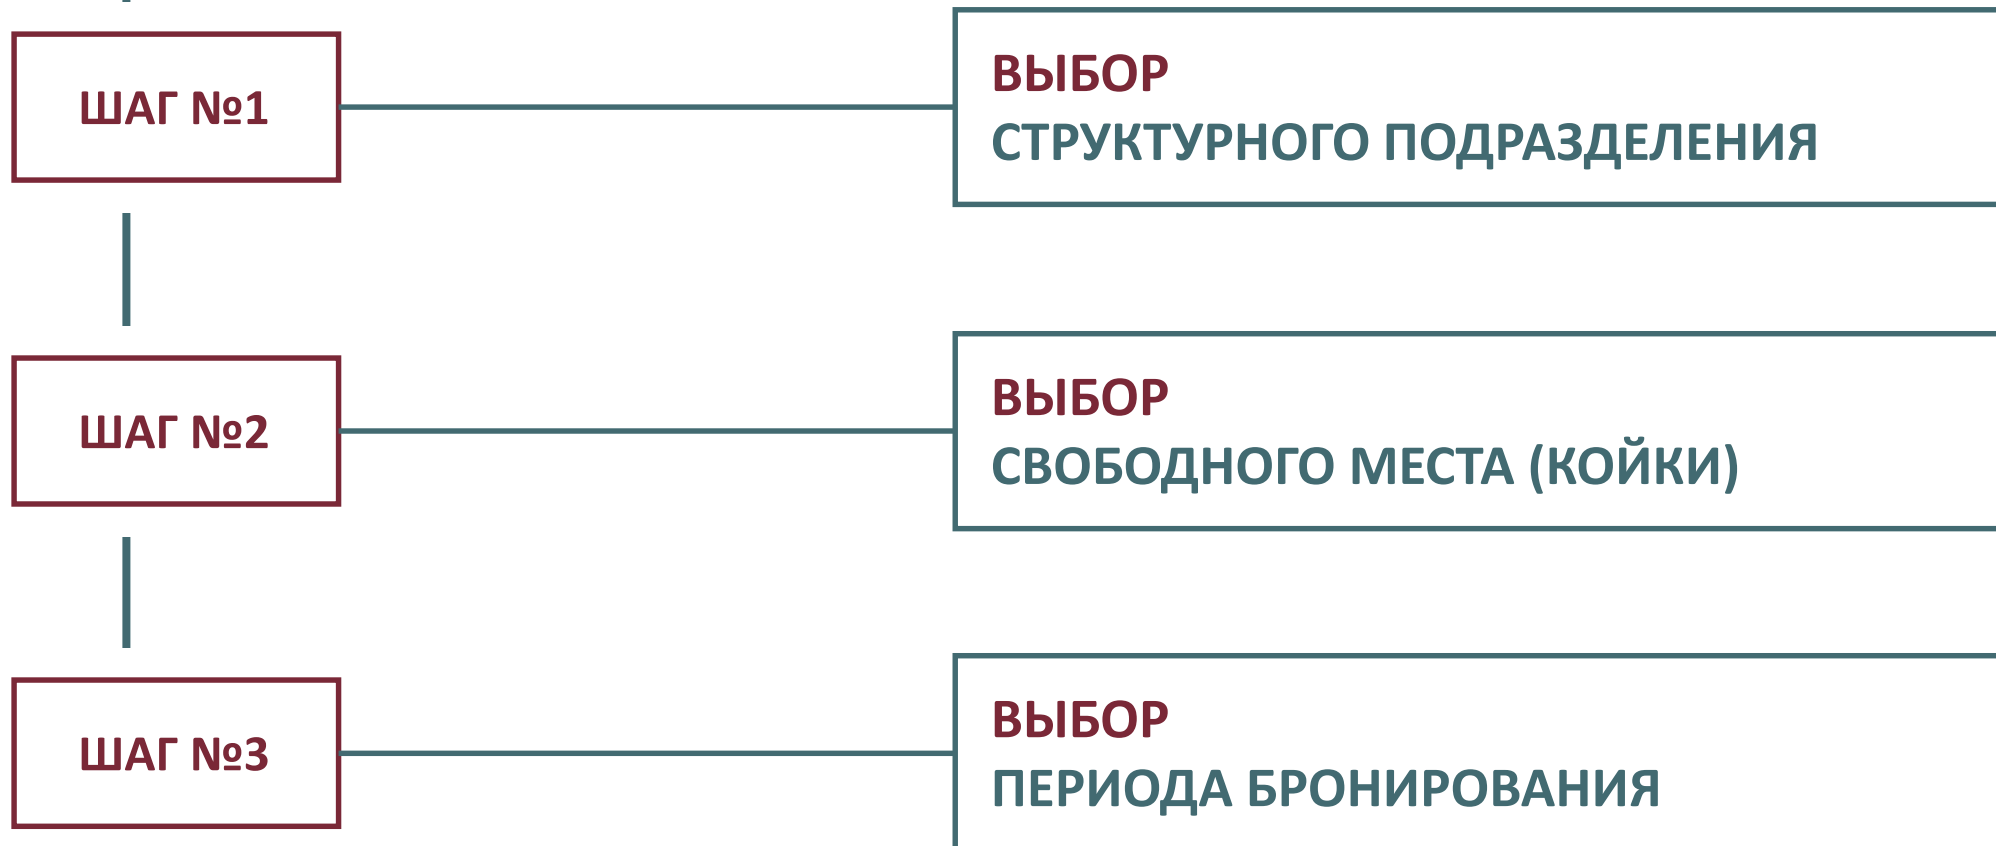 ШАГ №1
ВЫБОР
СТРУКТУРНОГО ПОДРАЗДЕЛЕНИЯ
ШАГ №2
ВЫБОР
СВОБОДНОГО МЕСТА (КОЙКИ)
ШАГ №3
ВЫБОР
ПЕРИОДА БРОНИРОВАНИЯ